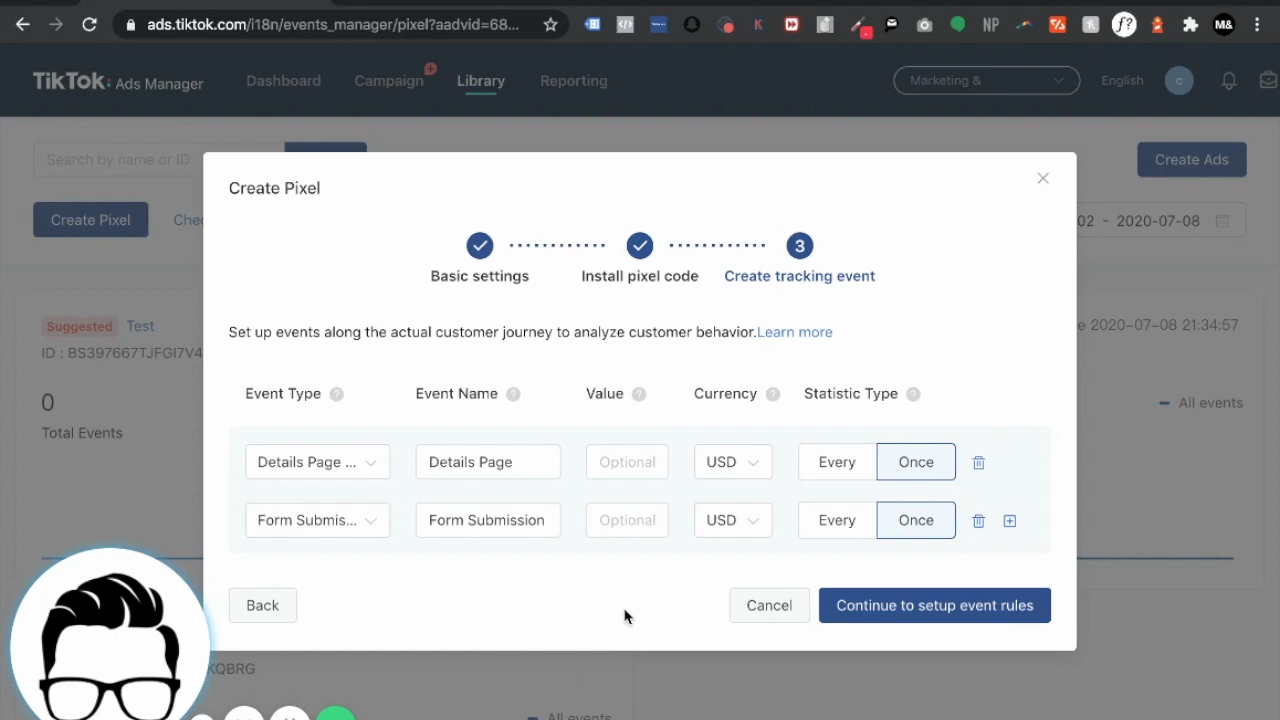 ads.tiktok.com/i18n/events_manager/pixel?aadvid=68...
K
NP
f?
M&
TikTok: Ads Manager
Dashboard
Campaign
Library
Reporting
Marketing &
English
C
Search by name or ID
Create Ads
Create Pixel
02 - 2020-07-08
Create Pixel
3
Basic settings
Install pixel code
Create tracking event
Set up events along the actual customer journey to analyze customer behavior.Learn more
Suggested
Test
2020-07-08 21:34:57
ID : BS397667TJFGI7V4
0
Total Events
All events
Event Type ?
Event Name ?
Value ?
Currency ?
Statistic Type ?
Details Page ...
Details Page
Optional
USD
Every
Once
Form Submis...
Form Submission
Optional
USD
Every
Once
Back
Cancel
Continue to setup event rules
KQBRG
All events